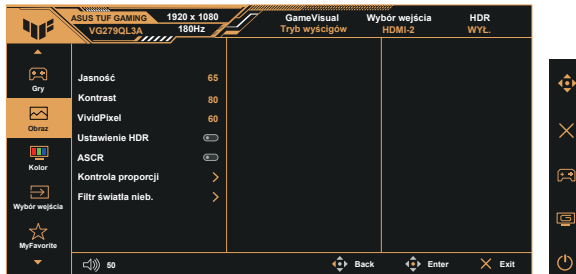 ASUS TUF GAMING 1920 x 1080 GameVisual Wybór wejścia HDR
VG279QL3A 180Hz Tryb wyścigów HDMI-2 WYŁ.
Gry
Obraz
Kolor
Wybór wejścia
MyFavorite
Jasność 65
Kontrast 80
VividPixel 60
Ustawienie HDR
ASCR
Kontrola proporcji
Filtr światła nieb.
50 Back Enter Exit